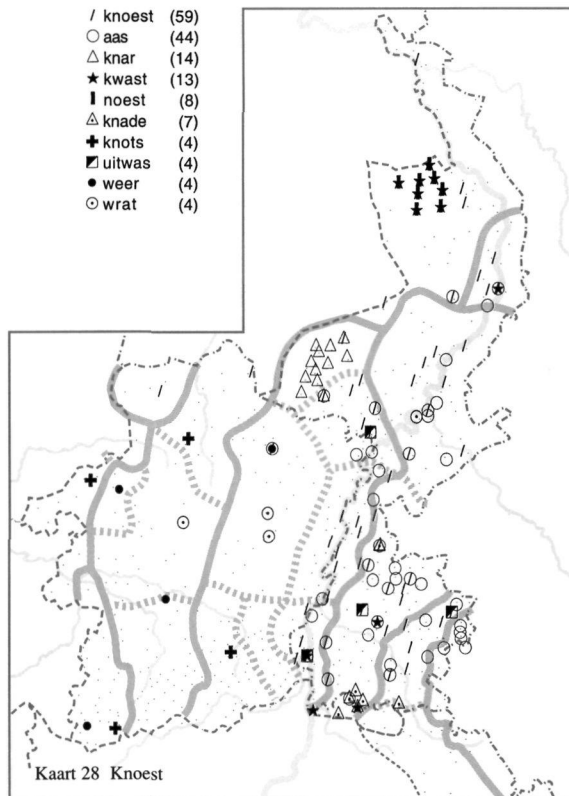 knoest (59)
aas (44)
knar (14)
kwast (13)
noest (8)
knade (7)
knots (4)
uitwas (4)
weer (4)
wrat (4)
Kaart 28 Knoest